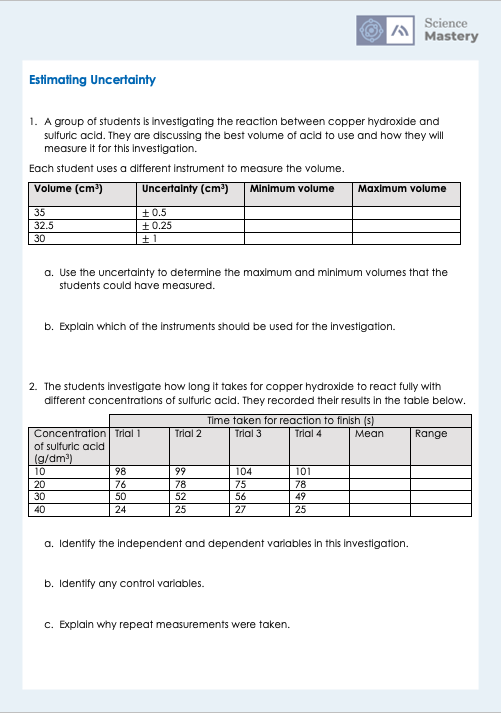 Science
Mastery
Estimating Uncertainty
1. A group of students is investigating the reaction between copper hydroxide and
sulfuric acid. They are discussing the best volume of acid to use and how they will
measure it for this investigation.
Each student uses a different instrument to measure the volume.
Volume (cm³) Uncertainty (cm³) Minimum volume Maximum volume
35 ± 0.5
32.5 ± 0.25
30 ± 1
a. Use the uncertainty to determine the maximum and minimum volumes that the
students could have measured.
b. Explain which of the instruments should be used for the investigation.
2. The students investigate how long it takes for copper hydroxide to react fully with
different concentrations of sulfuric acid. They recorded their results in the table below.
Time taken for reaction to finish (s)
Concentration Trial 1 Trial 2 Trial 3 Trial 4 Mean Range
of sulfuric acid
(g/dm³)
10 98 99 104 101
20 76 78 75 78
30 50 52 56 49
40 24 25 27 25
a. Identify the independent and dependent variables in this investigation.
b. Identify any control variables.
c. Explain why repeat measurements were taken.